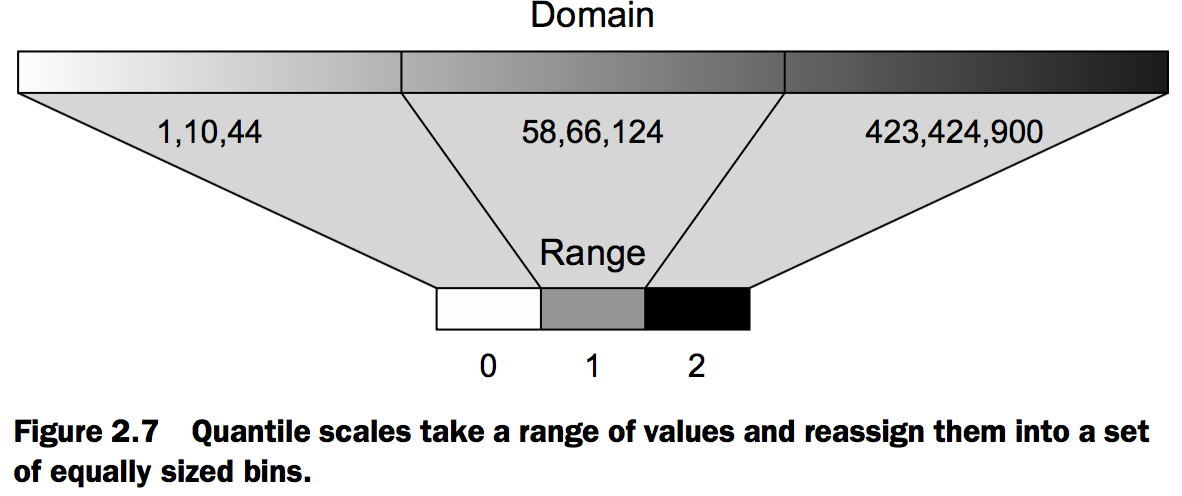 Domain
1,10,44 58,66,124 423,424,900
Range
0 1 2
Figure 2.7 Quantile scales take a range of values and reassign them into a set
of equally sized bins.